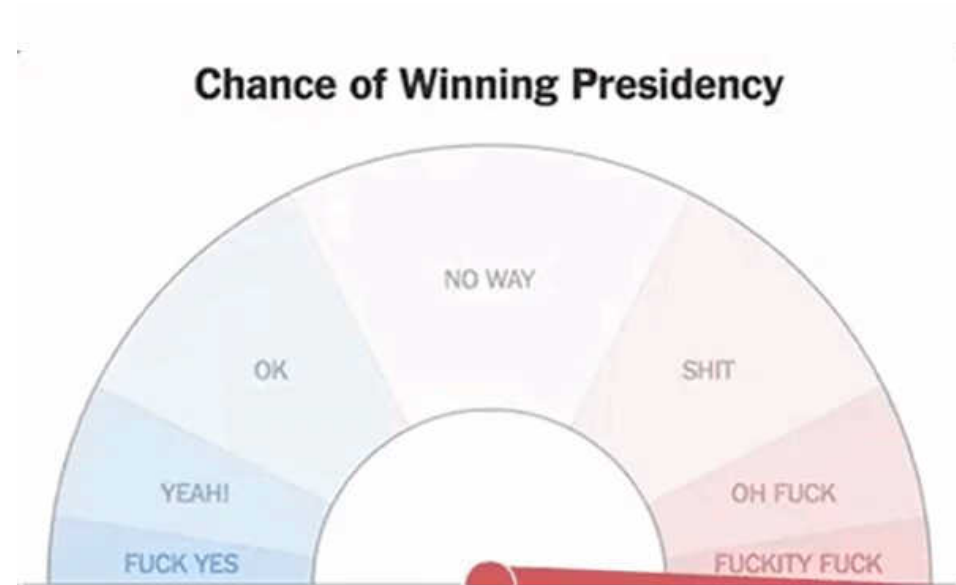 Chance of Winning Presidency
NO WAY
OK
SHIT
YEAH!
OH FUCK
FUCK YES
FUCKITY FUCK